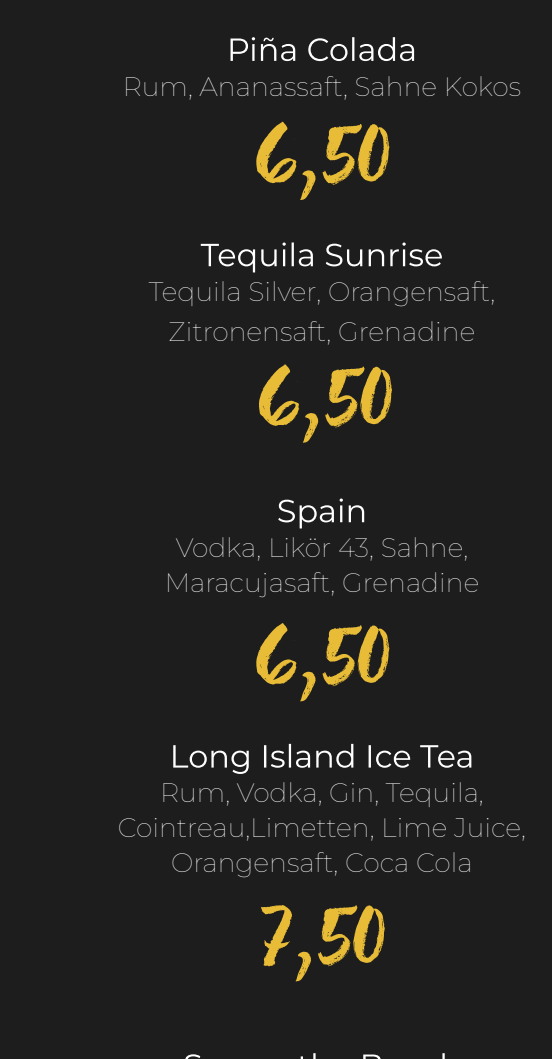 Piña Colada
Rum, Ananassaft, Sahne Kokos
6,50
Tequila Sunrise
Tequila Silver, Orangensaft,
Zitronensaft, Grenadine
6,50
Spain
Vodka, Likör 43, Sahne,
Maracujasaft, Grenadine
6,50
Long Island Ice Tea
Rum, Vodka, Gin, Tequila,
Cointreau,Limetten, Lime Juice,
Orangensaft, Coca Cola
7,50